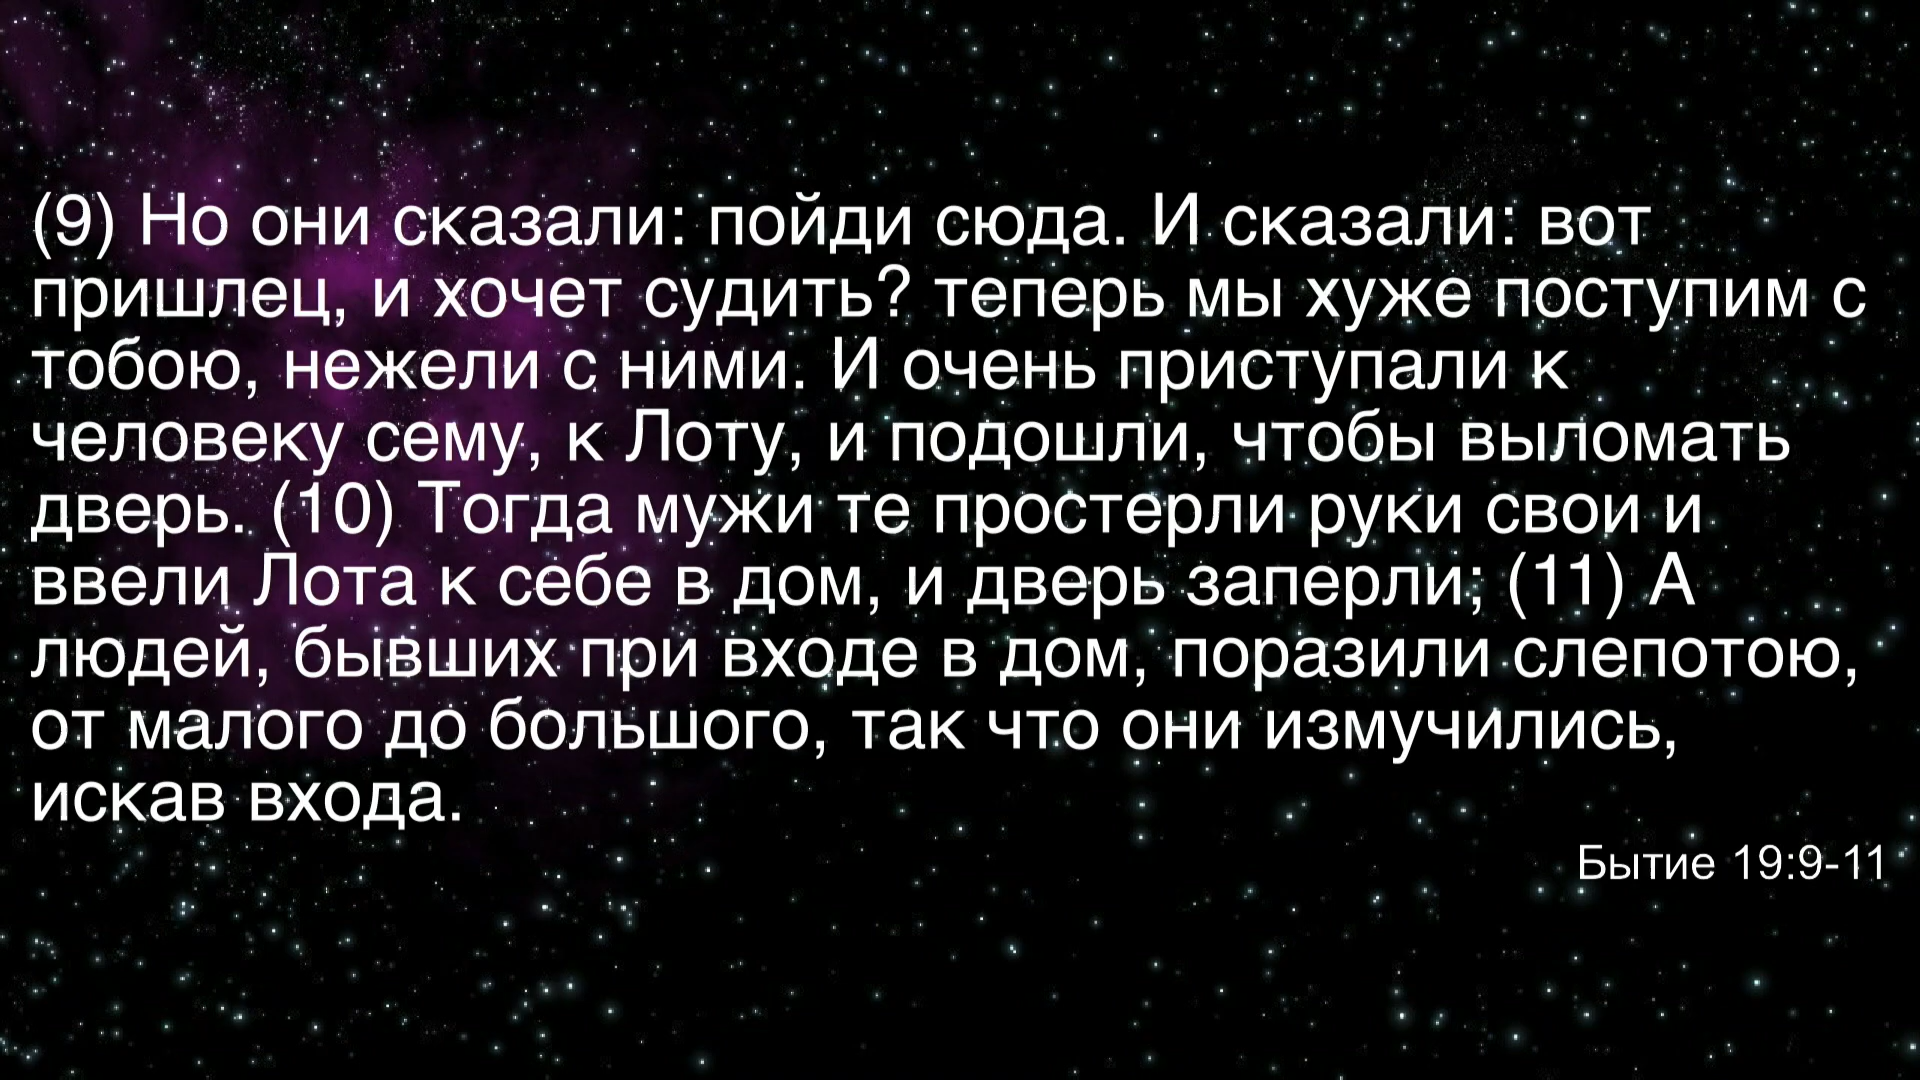 (9) Но они сказали: пойди сюда. И сказали: вот
пришлец, и хочет судить? теперь мы хуже поступим с
тобою, нежели с ними. И очень приступали к
человеку сему, к Лоту, и подошли, чтобы выломать
дверь. (10) Тогда мужи те простерли руки свои и
ввели Лота к себе в дом, и дверь заперли; (11) А
людей, бывших при входе в дом, поразили слепотою,
от малого до большого, так что они измучились,
искав входа.
Бытие 19:9-11